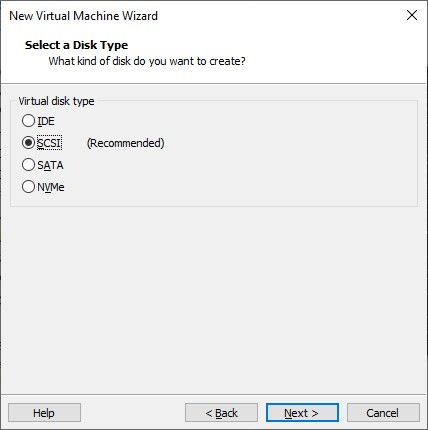 New Virtual Machine Wizard
Select a Disk Type
What kind of disk do you want to create?
Virtual disk type
IDE
SCSI (Recommended)
SATA
NVMe
Help < Back Next > Cancel